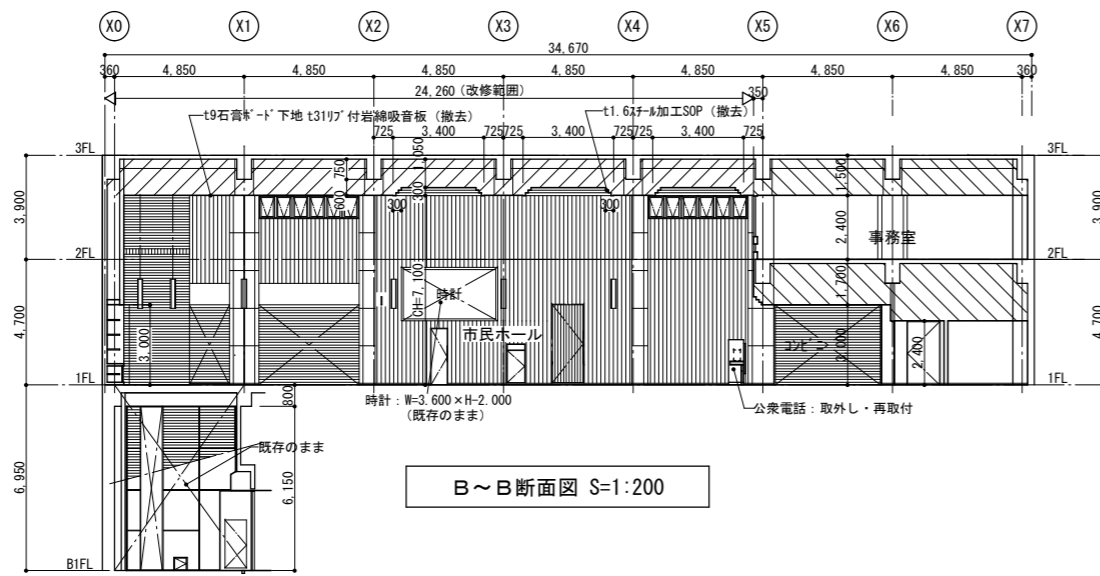 X0 X1 X2 X3 X4 X5 X6 X7
34,670
360 4,850 4,850 4,850 4,850 4,850 4,850 4,850 360
24,260（改修範囲） 350
t9石膏ボード下地 t31リブ付岩綿吸音板（撤去）
t1.6スチール加工SOP（撤去）
725 3,400 725 725 3,400 725 725 3,400 725
3FL 3FL
750 1,050 1,500
600 300
300 300
3,900 2,400 3,900
事務室
2FL 2FL
1,700
CH=7,100
時計
市民ホール
コンビニ
3,000 3,000 2,400
4,700 4,700
1FL 1FL
800
時計：W=3.600×H-2.000
（既存のまま）
公衆電話：取外し・再取付
既存のまま
6,950 6,150
B～B断面図 S=1:200
B1FL